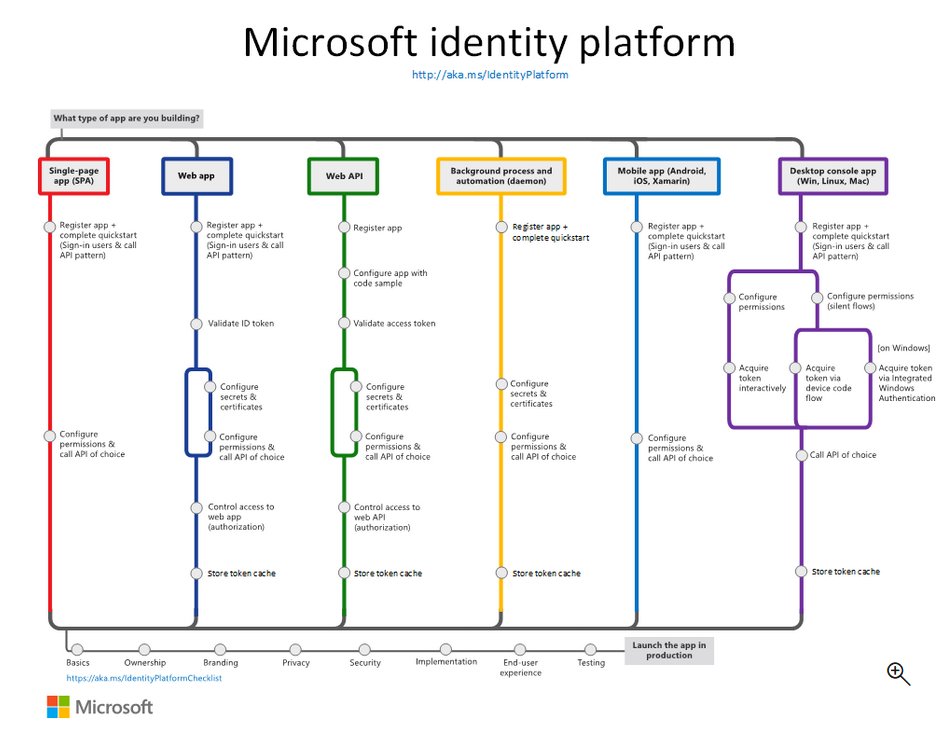 Microsoft identity platform
http://aka.ms/IdentityPlatform
What type of app are you building?
Single-page
app (SPA)
Web app
Web API
Background process and
automation (daemon)
Mobile app (Android,
iOS, Xamarin)
Desktop console app
(Win, Linux, Mac)
Register app +
complete quickstart
(Sign-in users & call
API pattern)
Configure
permissions &
call API of choice
Register app +
complete quickstart
(Sign-in users & call
API pattern)
Validate ID token
Configure
secrets &
certificates
Configure
permissions &
call API of choice
Control access to
web app
(authorization)
Store token cache
Register app
Configure app with
code sample
Validate access token
Configure
secrets &
certificates
Configure
permissions &
call API of choice
Control access to
web API
(authorization)
Store token cache
Register app +
complete quickstart
Configure
secrets &
certificates
Configure
permissions &
call API of choice
Store token cache
Register app +
complete quickstart
(Sign-in users & call
API pattern)
Configure
permissions &
call API of choice
Register app +
complete quickstart
(Sign-in users & call
API pattern)
Configure
permissions
Configure permissions
(silent flows)
[on Windows]
Acquire
token
interactively
Acquire
token via
device code
flow
Acquire token
via Integrated
Windows
Authentication
Call API of choice
Store token cache
Basics
Ownership
Branding
Privacy
Security
Implementation
End-user
experience
Testing
Launch the app in
production
https://aka.ms/IdentityPlatformChecklist
Microsoft